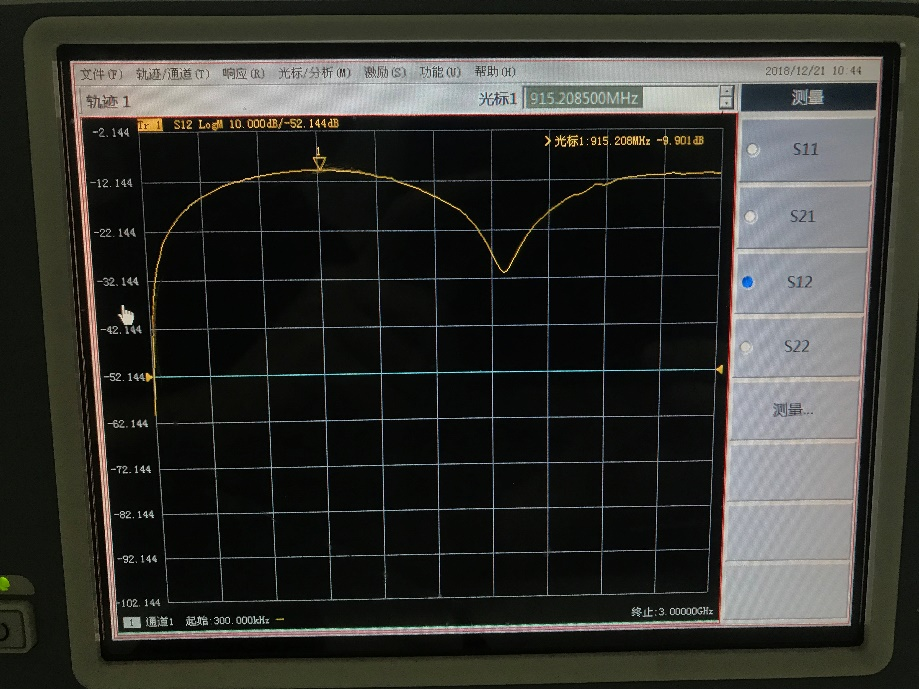 文件(F) 轨迹/通道(T) 响应(R) 光标/分析(M) 激励(S) 功能(U) 帮助(H) 2018/12/21 10 44
轨迹 1 光标1 915.208500MHz 测量
Tr 1 S12 LogM 10.000dB/-52.144dB
-2.144
1
>光标1:915.208MHz -9.901dB
S11
-12.144
S21
-22.144
-32.144
S12
-42.144
S22
-52.144
测量...
-62.144
-72.144
-82.144
-92.144
-102.144
1 通道1 起始:300.000kHz 终止:3.00000GHz